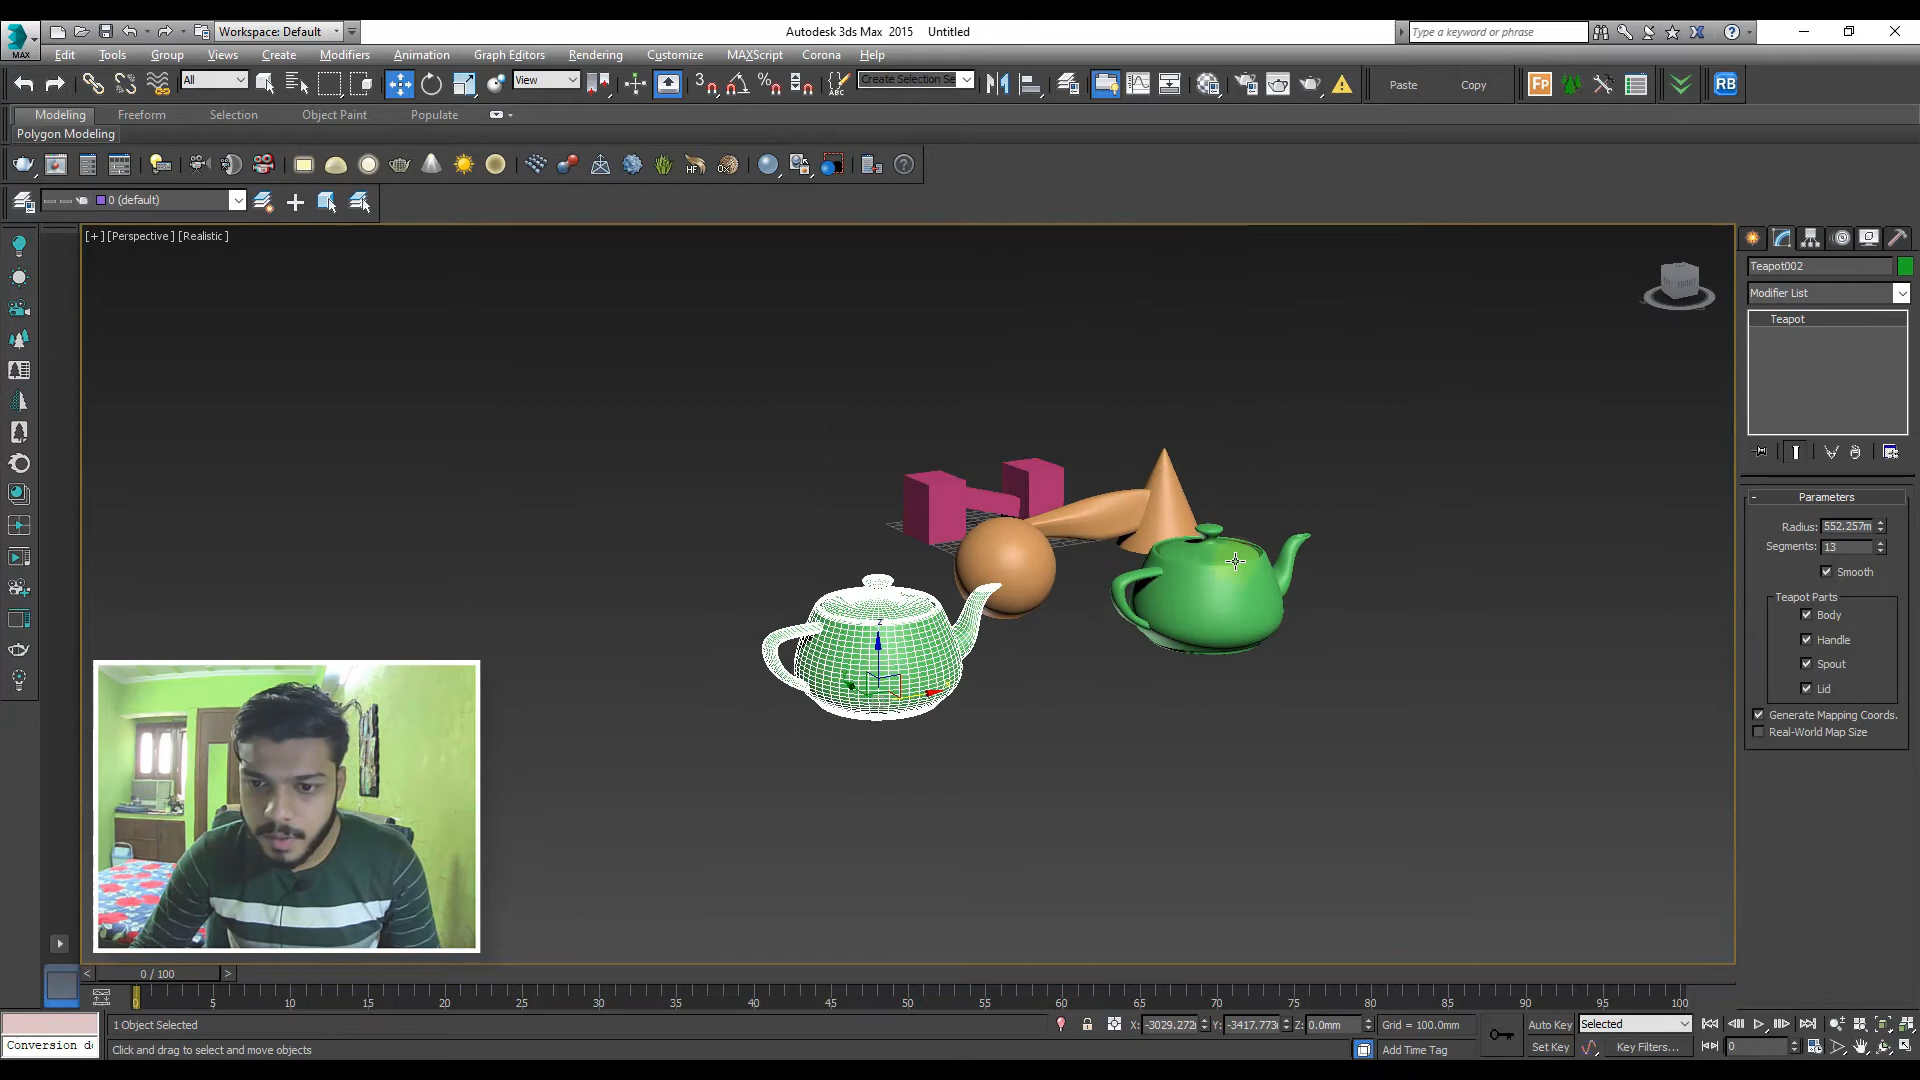 Workspace: Default
Autodesk 3ds Max 2015 Untitled
Type a keyword or phrase
MAX
Edit Tools Group Views Create Modifiers Animation Graph Editors Rendering Customize MAXScript Corona Help
All
View
3
ABC
Create Selection Se
Paste
Copy
Fp
RB
Modeling Freeform Selection Object Paint Populate
Polygon Modeling
HF
0 (default)
[+] [Perspective] [Realistic]
FRONT
Teapot002
Modifier List
Teapot
- Parameters
Radius: 552.257m
Segments: 13
Smooth
Teapot Parts
Body
Handle
Spout
Lid
Generate Mapping Coords.
Real-World Map Size
z
< 0 / 100 >
0 5 10 15 20 25 30 35 40 45 50 55 60 65 70 75 80 85 90 95 100
1 Object Selected
X: -3029.272 Y: -3417.773 Z: 0.0mm Grid = 100.0mm
Auto Key Selected
Conversion d
Click and drag to select and move objects
Add Time Tag
Set Key
Key Filters...
0